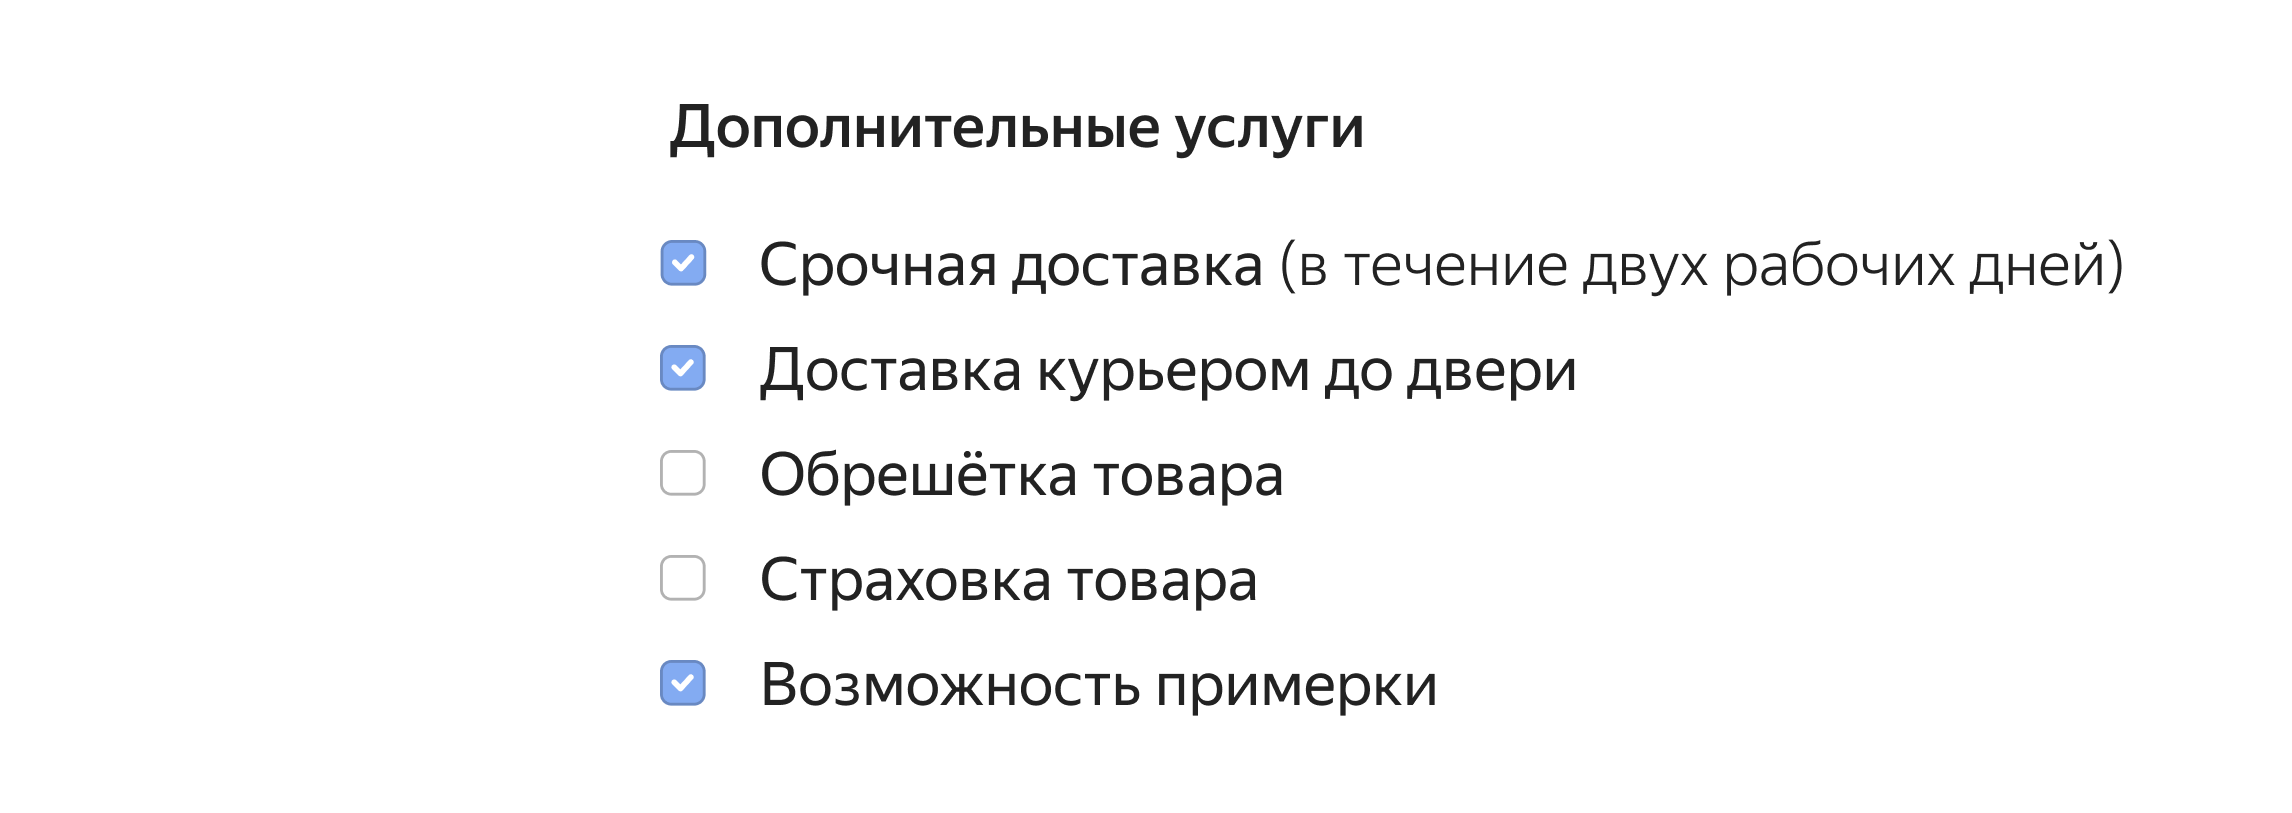 Дополнительные услуги
Срочная доставка (в течение двух рабочих дней)
Доставка курьером до двери
Обрешётка товара
Страховка товара
Возможность примерки